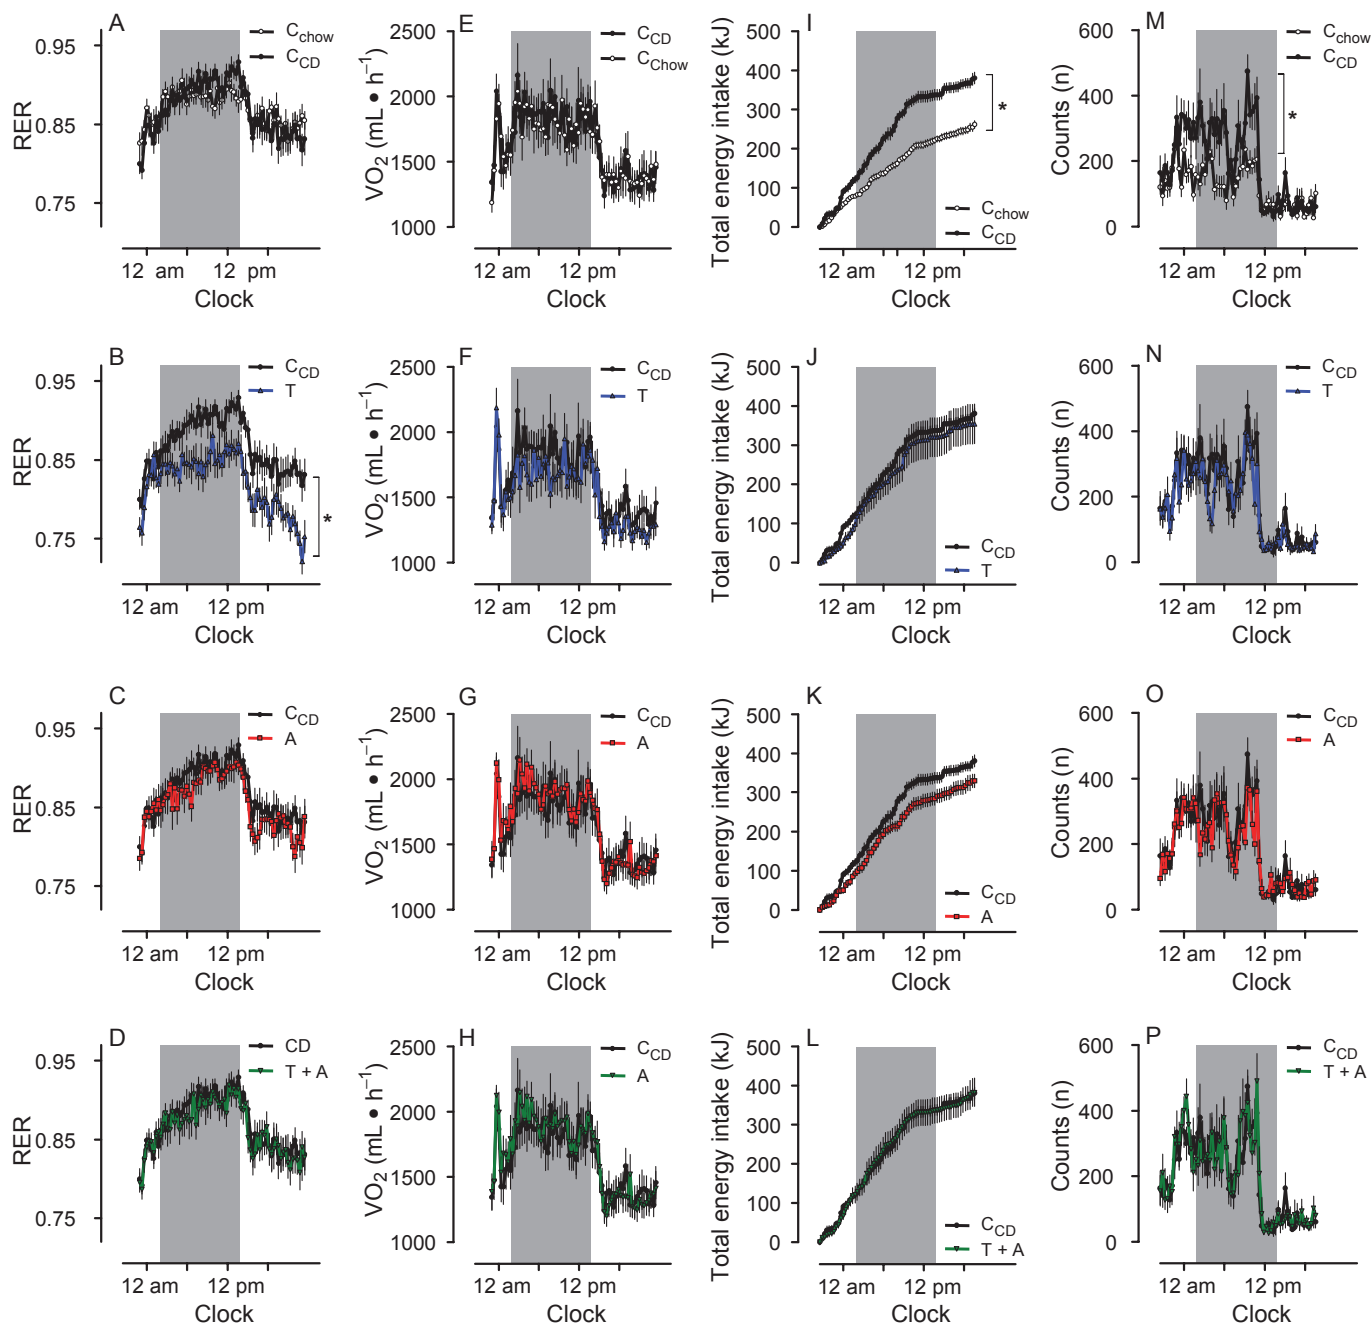 A
C_chow
C_CD
0.95
0.85
0.75
RER
12 am
12 pm
Clock
E
C_CD
C_Chow
2500
2000
1500
1000
VO₂ (mL • h⁻¹)
12 am
12 pm
Clock
I
500
400
300
200
100
0
Total energy intake (kJ)
*
C_chow
C_CD
12 am
12 pm
Clock
M
C_chow
C_CD
600
400
200
0
Counts (n)
*
12 am
12 pm
Clock
B
C_CD
T
0.95
0.85
0.75
RER
*
12 am
12 pm
Clock
F
C_CD
T
2500
2000
1500
1000
VO₂ (mL • h⁻¹)
12 am
12 pm
Clock
J
500
400
300
200
100
0
Total energy intake (kJ)
C_CD
T
12 am
12 pm
Clock
N
C_CD
T
600
400
200
0
Counts (n)
12 am
12 pm
Clock
C
C_CD
A
0.95
0.85
0.75
RER
12 am
12 pm
Clock
G
C_CD
A
2500
2000
1500
1000
VO₂ (mL • h⁻¹)
12 am
12 pm
Clock
K
500
400
300
200
100
0
Total energy intake (kJ)
C_CD
A
12 am
12 pm
Clock
O
C_CD
A
600
400
200
0
Counts (n)
12 am
12 pm
Clock
D
CD
T + A
0.95
0.85
0.75
RER
12 am
12 pm
Clock
H
C_CD
A
2500
2000
1500
1000
VO₂ (mL • h⁻¹)
12 am
12 pm
Clock
L
500
400
300
200
100
0
Total energy intake (kJ)
C_CD
T + A
12 am
12 pm
Clock
P
C_CD
T + A
600
400
200
0
Counts (n)
12 am
12 pm
Clock